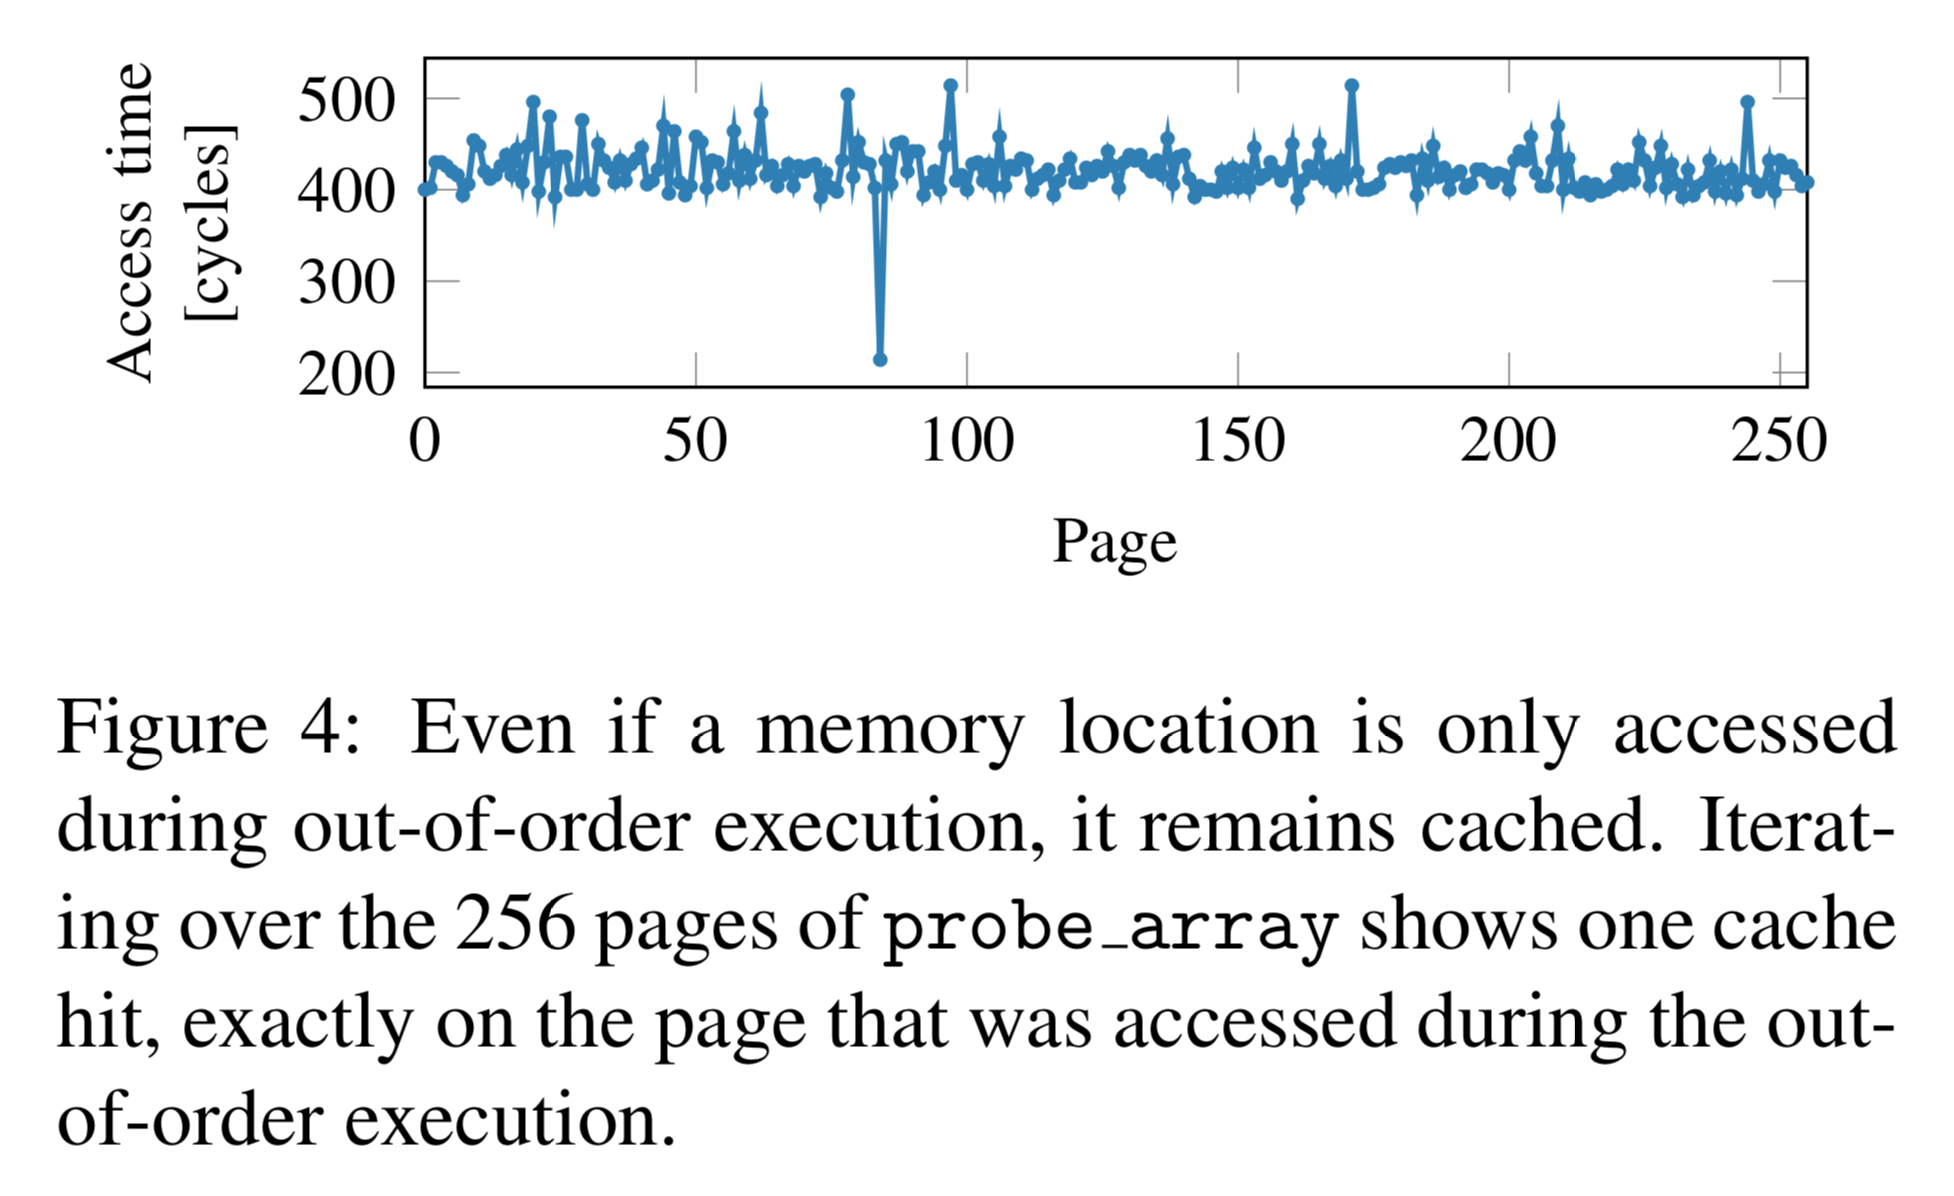 Access time
[cycles]
500
400
300
200
0 50 100 150 200 250
Page
Figure 4: Even if a memory location is only accessed
during out-of-order execution, it remains cached. Iterat-
ing over the 256 pages of probe_array shows one cache
hit, exactly on the page that was accessed during the out-
of-order execution.